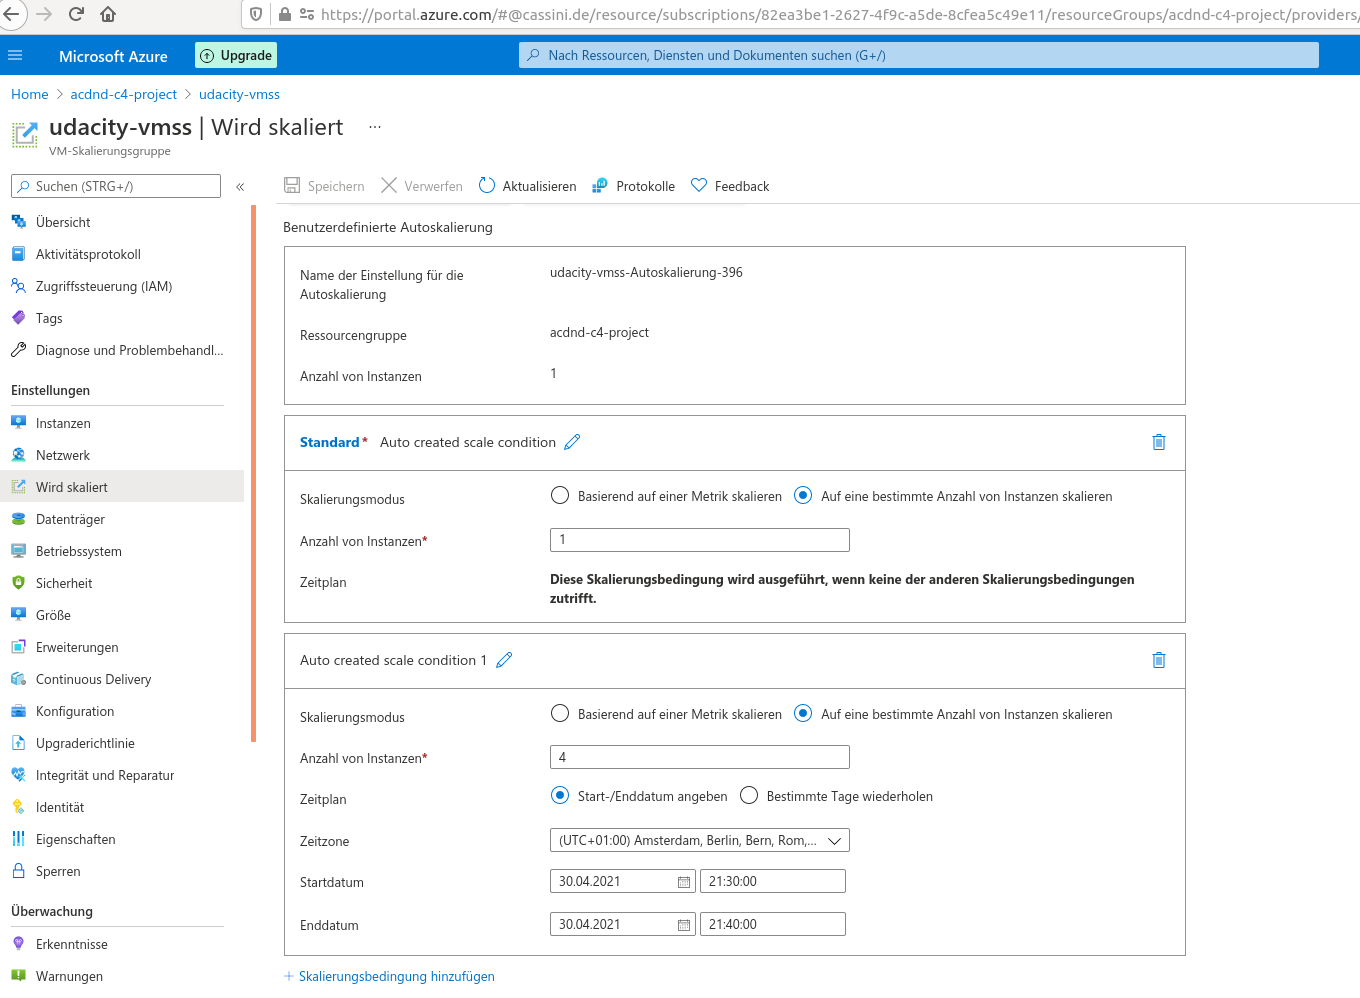 https://portal.azure.com/#@cassini.de/resource/subscriptions/82ea3be1-2627-4f9c-a5de-8cfea5c49e11/resourceGroups/acdnd-c4-project/providers/
Microsoft Azure
Upgrade
Nach Ressourcen, Diensten und Dokumenten suchen (G+/)
Home > acdnd-c4-project > udacity-vmss
udacity-vmss | Wird skaliert ...
VM-Skalierungsgruppe
Suchen (STRG+/)
«
Übersicht
Aktivitätsprotokoll
Zugriffssteuerung (IAM)
Tags
Diagnose und Problembehandl...
Einstellungen
Instanzen
Netzwerk
Wird skaliert
Datenträger
Betriebssystem
Sicherheit
Größe
Erweiterungen
Continuous Delivery
Konfiguration
Upgraderichtlinie
Integrität und Reparatur
Identität
Eigenschaften
Sperren
Überwachung
Erkenntnisse
Warnungen
Speichern Verwerfen Aktualisieren Protokolle Feedback
Benutzerdefinierte Autoskalierung
Name der Einstellung für die
Autoskalierung
udacity-vmss-Autoskalierung-396
Ressourcengruppe
acdnd-c4-project
Anzahl von Instanzen
1
Standard* Auto created scale condition
Skalierungsmodus
Basierend auf einer Metrik skalieren Auf eine bestimmte Anzahl von Instanzen skalieren
Anzahl von Instanzen*
1
Zeitplan
Diese Skalierungsbedingung wird ausgeführt, wenn keine der anderen Skalierungsbedingungen
zutrifft.
Auto created scale condition 1
Skalierungsmodus
Basierend auf einer Metrik skalieren Auf eine bestimmte Anzahl von Instanzen skalieren
Anzahl von Instanzen*
4
Zeitplan
Start-/Enddatum angeben Bestimmte Tage wiederholen
Zeitzone
(UTC+01:00) Amsterdam, Berlin, Bern, Rom,...
Startdatum
30.04.2021 21:30:00
Enddatum
30.04.2021 21:40:00
+ Skalierungsbedingung hinzufügen